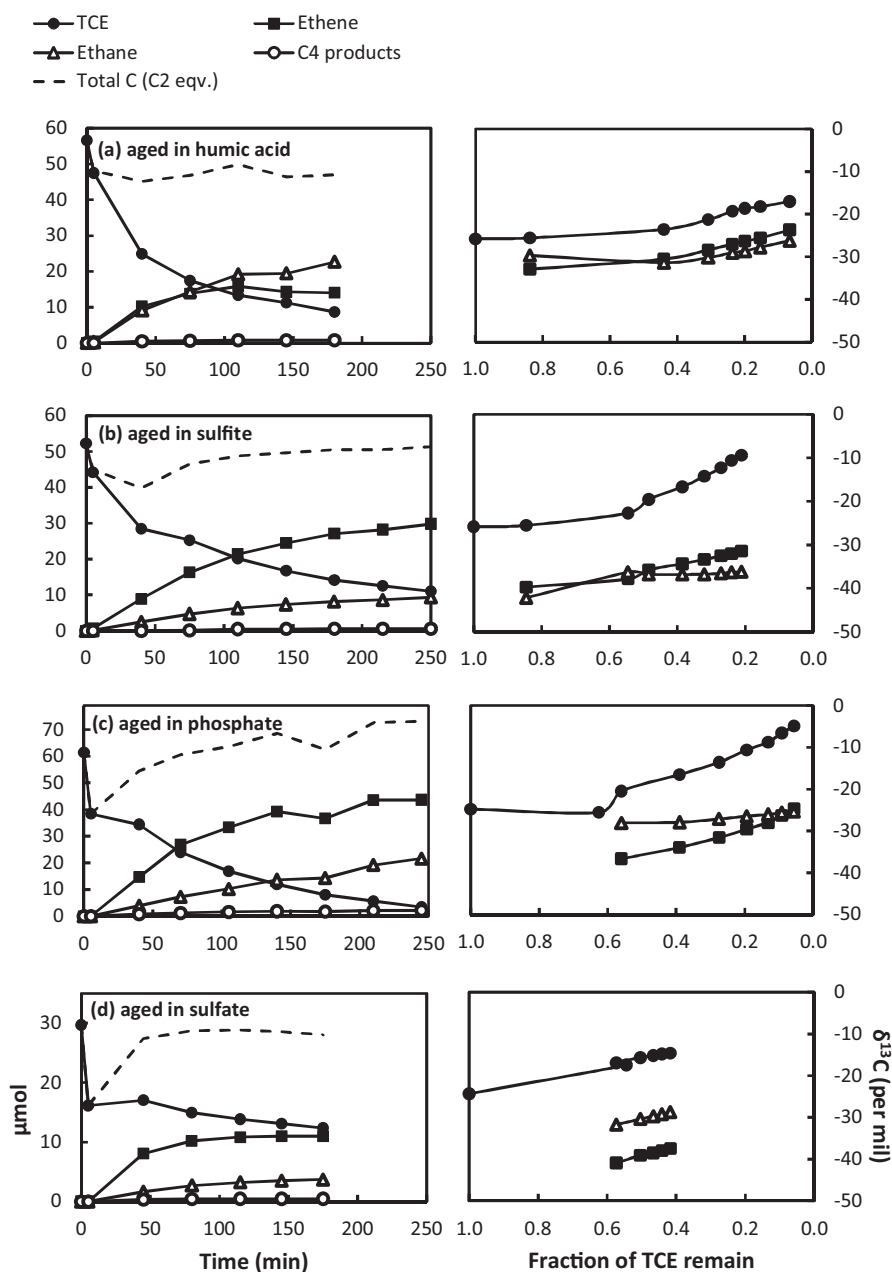 TCE Ethene
Ethane C4 products
Total C (C2 eqv.)
(a) aged in humic acid
60
50
40
30
20
10
0
0 50 100 150 200 250
0
-10
-20
-30
-40
-50
1.0 0.8 0.6 0.4 0.2 0.0
(b) aged in sulfite
60
50
40
30
20
10
0
0 50 100 150 200 250
0
-10
-20
-30
-40
-50
1.0 0.8 0.6 0.4 0.2 0.0
(c) aged in phosphate
70
60
50
40
30
20
10
0
0 50 100 150 200 250
0
-10
-20
-30
-40
-50
1.0 0.8 0.6 0.4 0.2 0.0
(d) aged in sulfate
30
20
10
0
0 50 100 150 200 250
0
-10
-20
-30
-40
-50
1.0 0.8 0.6 0.4 0.2 0.0
μmol
δ¹³C (per mil)
Time (min)
Fraction of TCE remain